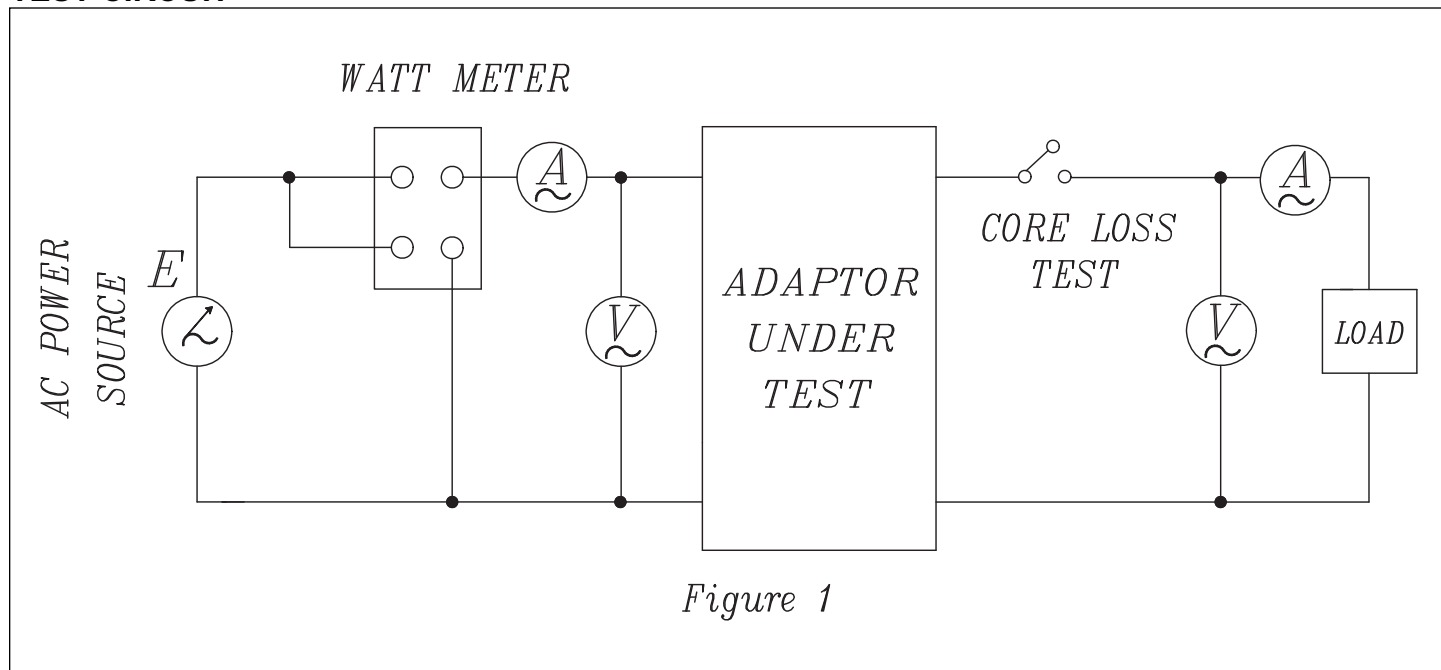 WATT METER
AC POWER
SOURCE
E
A
V
ADAPTOR
UNDER
TEST
CORE LOSS
TEST
A
V
LOAD
Figure 1